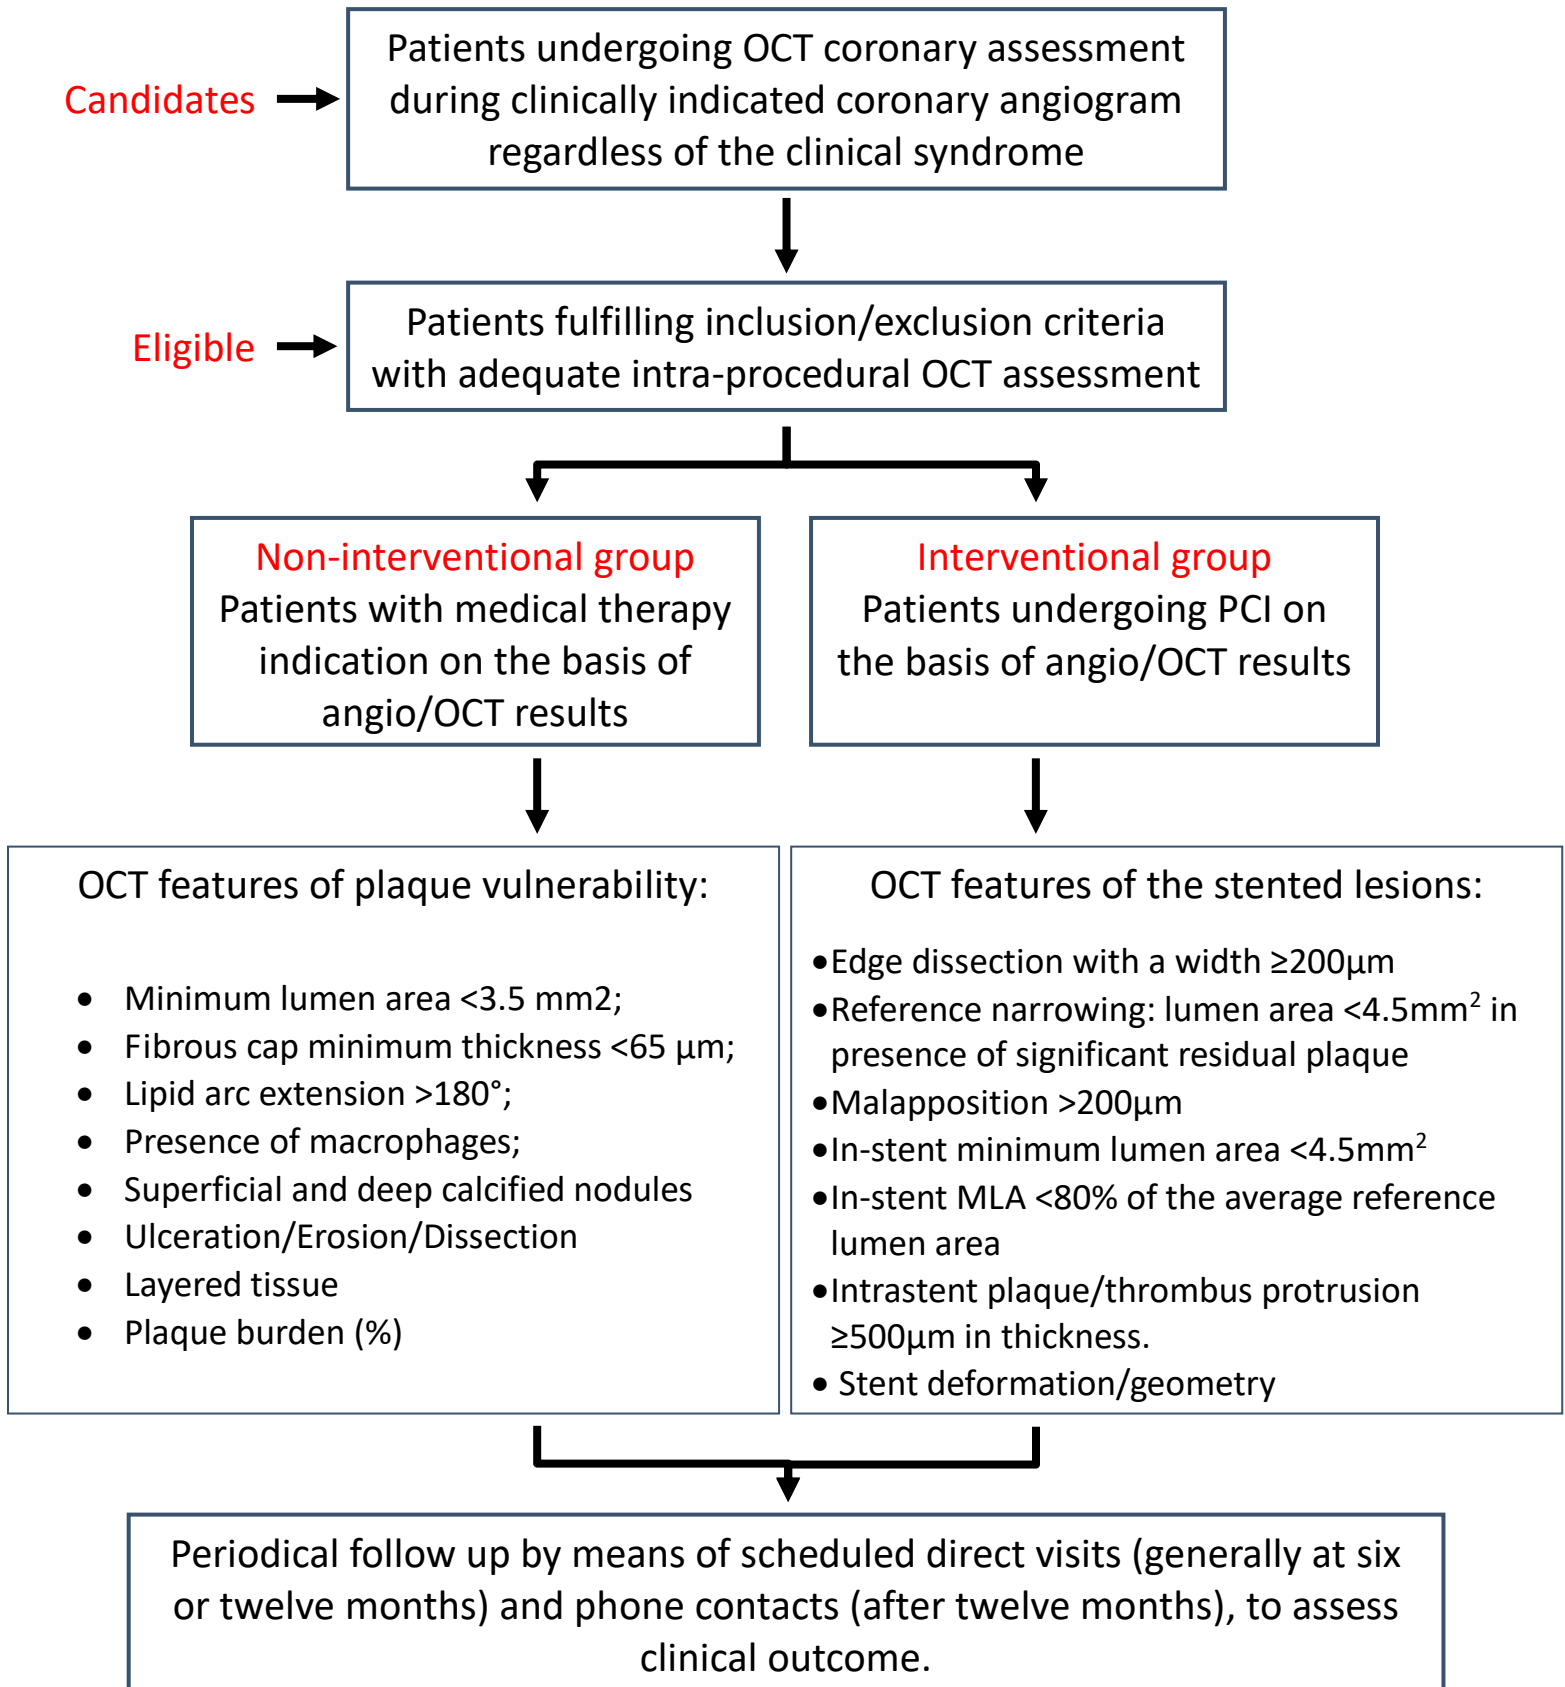 Candidates
Patients undergoing OCT coronary assessment
during clinically indicated coronary angiogram
regardless of the clinical syndrome
Eligible
Patients fulfilling inclusion/exclusion criteria
with adequate intra-procedural OCT assessment
Non-interventional group
Patients with medical therapy
indication on the basis of
angio/OCT results
Interventional group
Patients undergoing PCI on
the basis of angio/OCT results
OCT features of plaque vulnerability:
• Minimum lumen area <3.5 mm2;
• Fibrous cap minimum thickness <65 µm;
• Lipid arc extension >180°;
• Presence of macrophages;
• Superficial and deep calcified nodules
• Ulceration/Erosion/Dissection
• Layered tissue
• Plaque burden (%)
OCT features of the stented lesions:
•Edge dissection with a width ≥200µm
•Reference narrowing: lumen area <4.5mm² in
presence of significant residual plaque
•Malapposition >200µm
•In-stent minimum lumen area <4.5mm²
•In-stent MLA <80% of the average reference
lumen area
•Intrastent plaque/thrombus protrusion
≥500µm in thickness.
• Stent deformation/geometry
Periodical follow up by means of scheduled direct visits (generally at six
or twelve months) and phone contacts (after twelve months), to assess
clinical outcome.